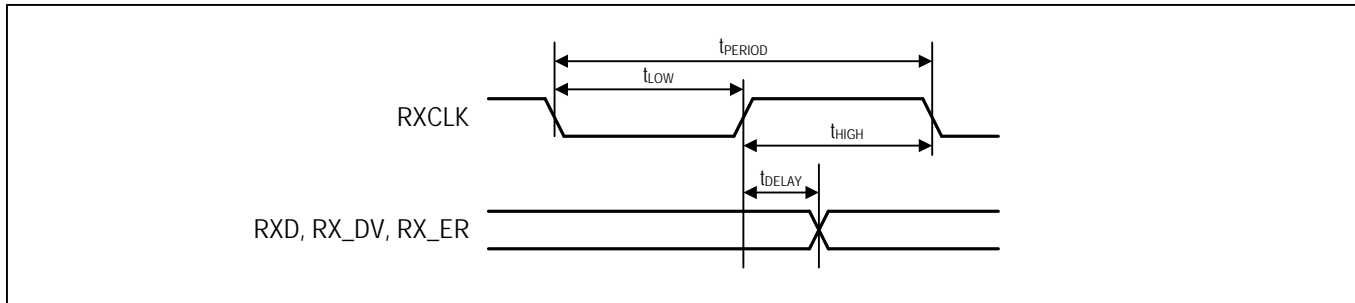 tPERIOD
tLOW
RXCLK
tHIGH
tDELAY
RXD, RX_DV, RX_ER